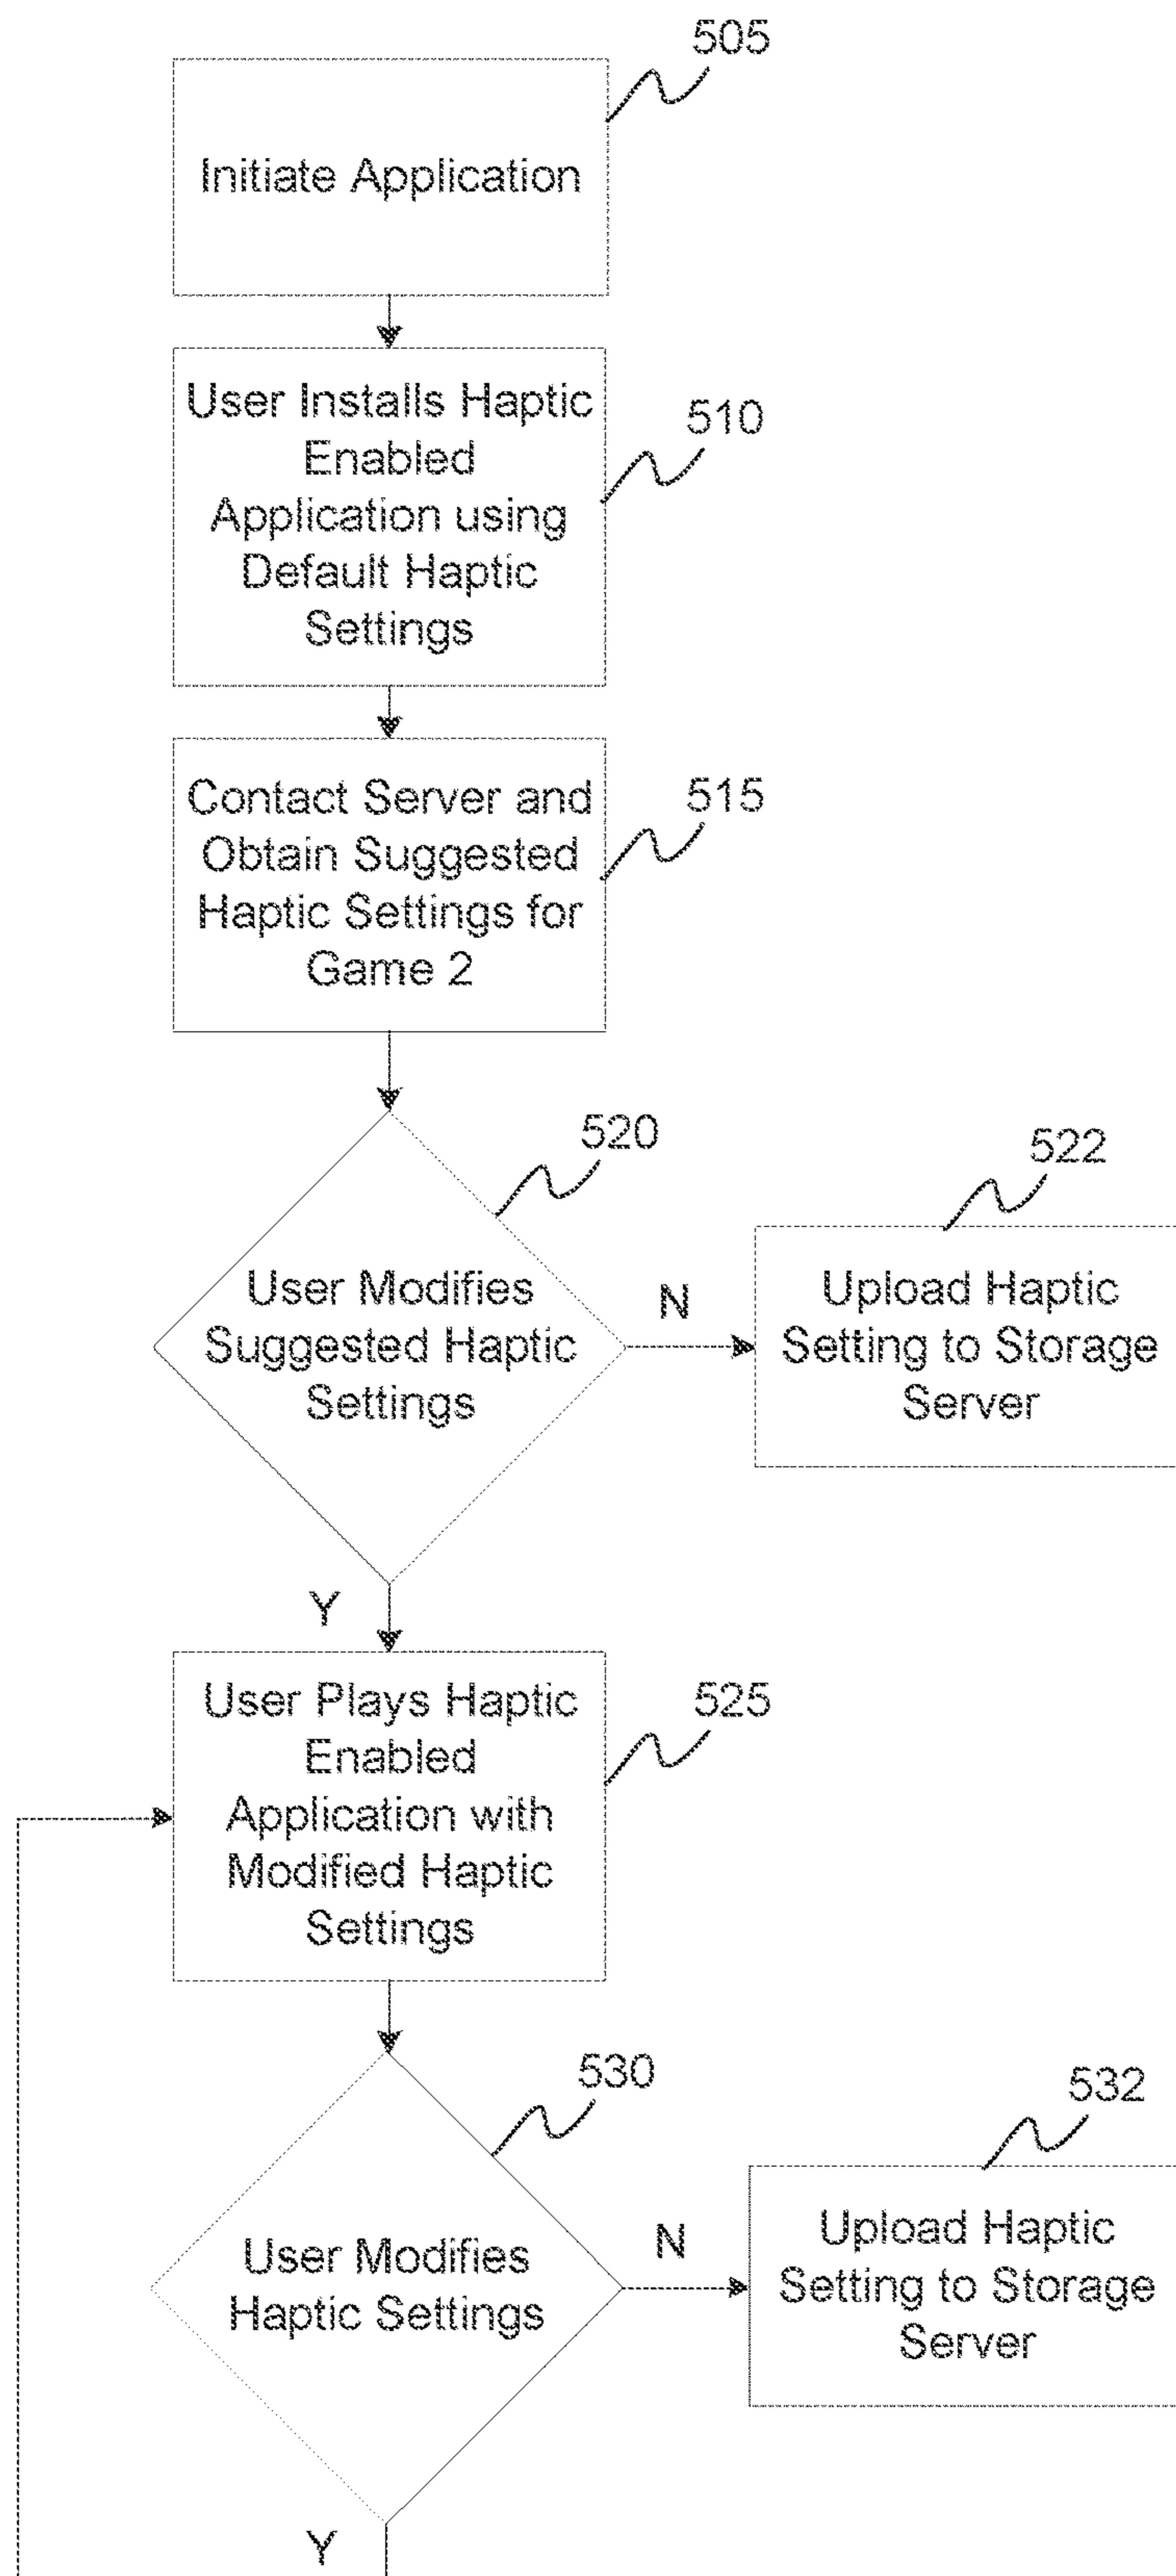 505
Initiate Application
User Installs Haptic
Enabled
Application using
Default Haptic
Settings
510
Contact Server and
Obtain Suggested
Haptic Settings for
Game 2
515
520
User Modifies
Suggested Haptic
Settings
N
522
Upload Haptic
Setting to Storage
Server
Y
User Plays Haptic
Enabled
Application with
Modified Haptic
Settings
525
530
User Modifies
Haptic Settings
N
532
Upload Haptic
Setting to Storage
Server
Y